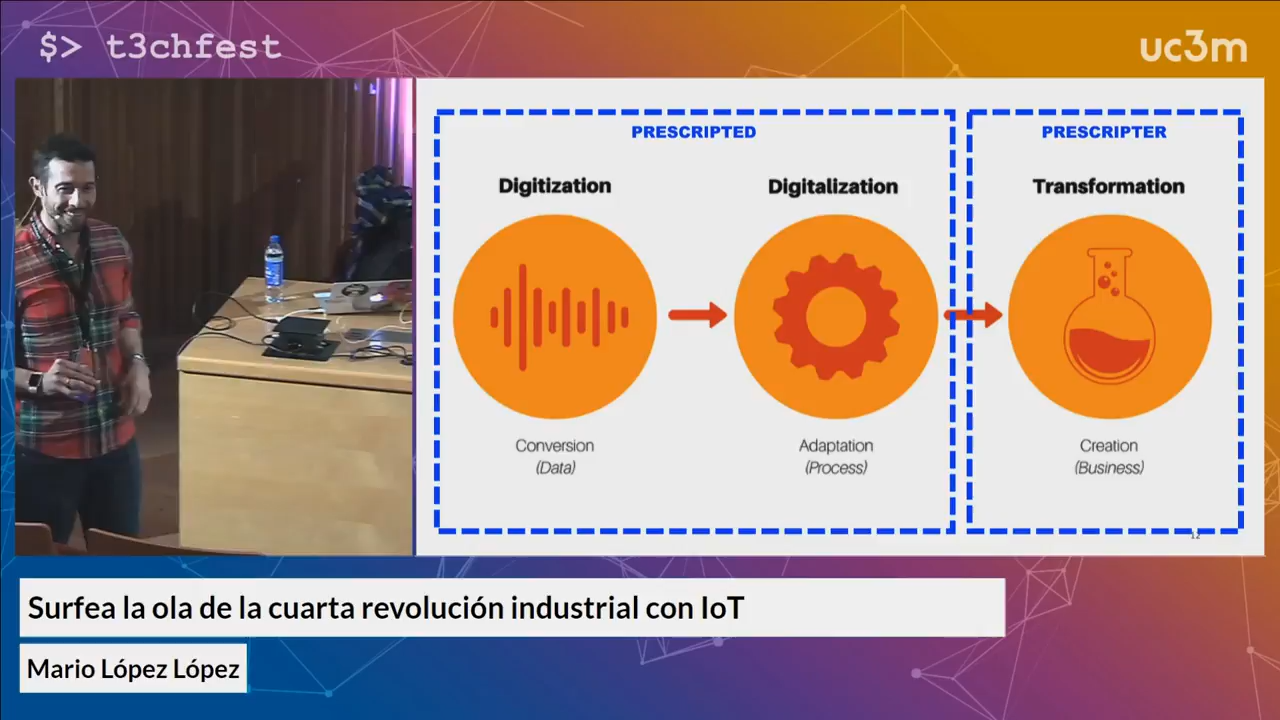 $> t3chfest
uc3m
PRESCRIPTED
PRESCRIPTER
Digitization
Digitalization
Transformation
Conversion
(Data)
Adaptation
(Process)
Creation
(Business)
12
Surfea la ola de la cuarta revolución industrial con IoT
Mario López López